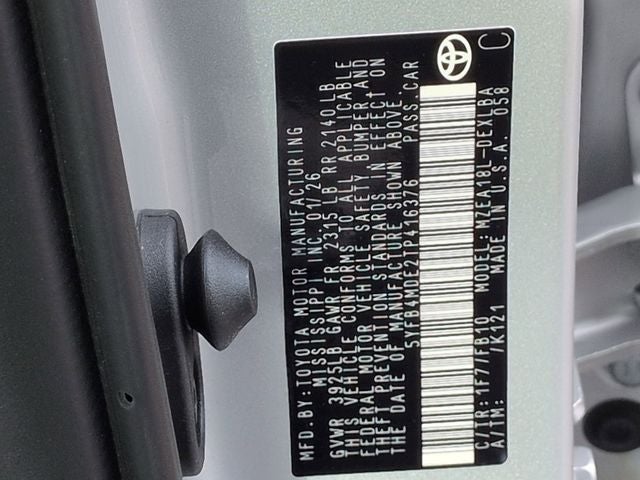 MFD. BY: TOYOTA MOTOR MANUFACTURING
MISSISSIPPI INC. 01/26
GVWR 3925LB GAWR FR 2315 LB RR 2140LB
THIS VEHICLE CONFORMS TO ALL APPLICABLE
FEDERAL MOTOR VEHICLE SAFETY, BUMPER AND
THEFT PREVENTION STANDARDS IN EFFECT ON
THE DATE OF MANUFACTURE SHOWN ABOVE.
5YFB4MDE2TP416376 PASS. CAR
C/TR: 1F7/FB10 MODEL: MZEA18L-DEXLBA
A/TM: /K121 MADE IN U.S.A. 058
C